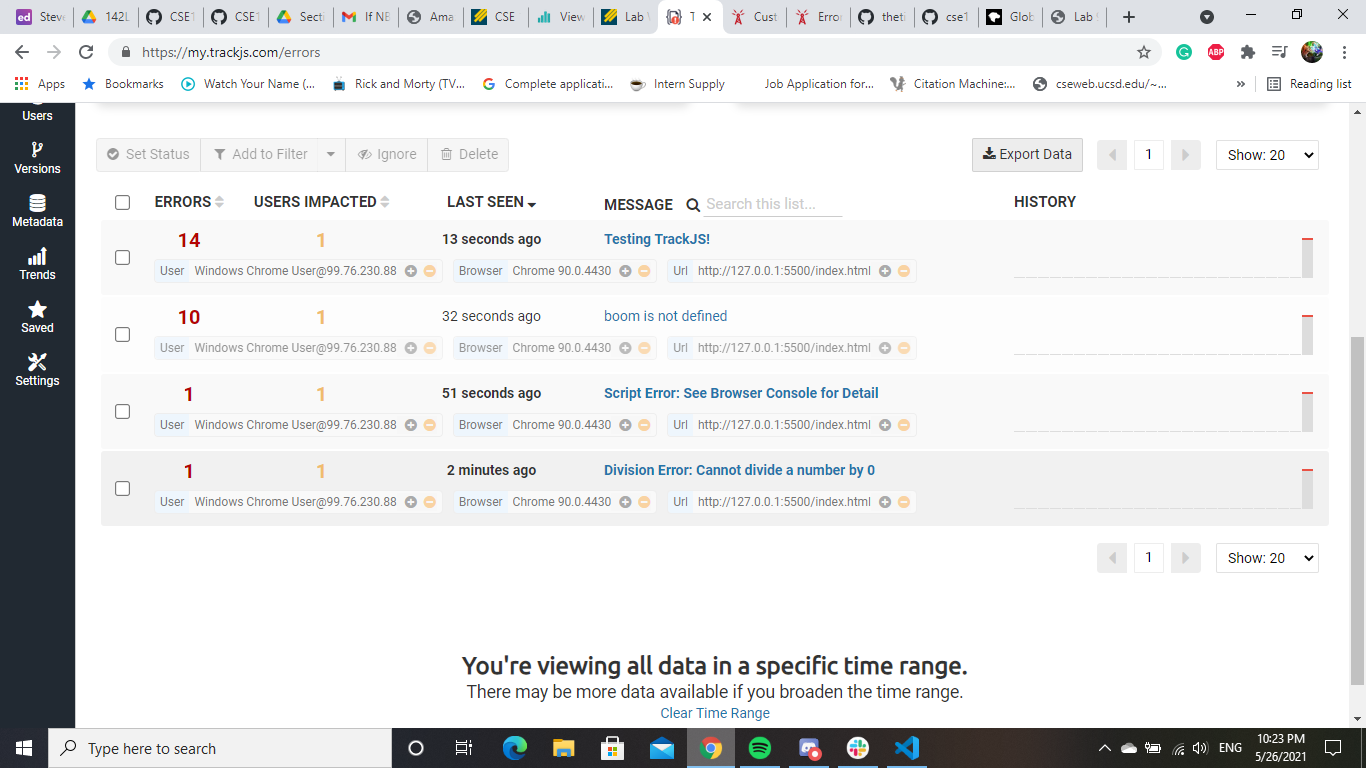 Steve
142L
CSE1
CSE1
Secti
If NE
Ama
CSE
View
Lab V
T
Cust
Erro
theti
cse1
Glob
Lab 9
https://my.trackjs.com/errors
Apps
Bookmarks
Watch Your Name (...
Rick and Morty (TV...
Complete applicati...
Intern Supply
Job Application for...
Citation Machine:...
cseweb.ucsd.edu/~...
»
Reading list
Users
Versions
Metadata
Trends
Saved
Settings
Set Status
Add to Filter
Ignore
Delete
Export Data
1
Show: 20
ERRORS
USERS IMPACTED
LAST SEEN
MESSAGE
Search this list...
HISTORY
14
1
13 seconds ago
Testing TrackJS!
User Windows Chrome User@99.76.230.88
Browser Chrome 90.0.4430
Url http://127.0.0.1:5500/index.html
10
1
32 seconds ago
boom is not defined
User Windows Chrome User@99.76.230.88
Browser Chrome 90.0.4430
Url http://127.0.0.1:5500/index.html
1
1
51 seconds ago
Script Error: See Browser Console for Detail
User Windows Chrome User@99.76.230.88
Browser Chrome 90.0.4430
Url http://127.0.0.1:5500/index.html
1
1
2 minutes ago
Division Error: Cannot divide a number by 0
User Windows Chrome User@99.76.230.88
Browser Chrome 90.0.4430
Url http://127.0.0.1:5500/index.html
1
Show: 20
You're viewing all data in a specific time range.
There may be more data available if you broaden the time range.
Clear Time Range
Type here to search
ENG
10:23 PM
5/26/2021